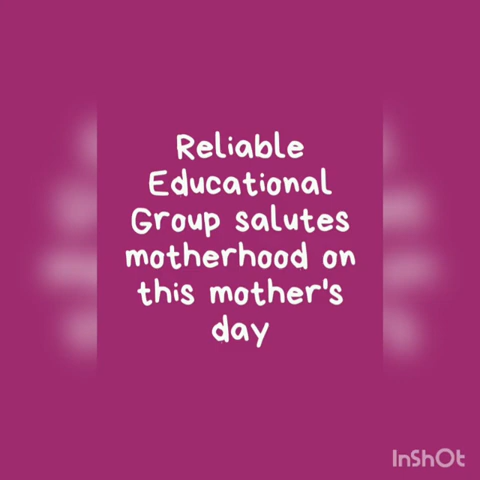 Reliable
Educational
Group salutes
motherhood on
this mother's
day
InShOt